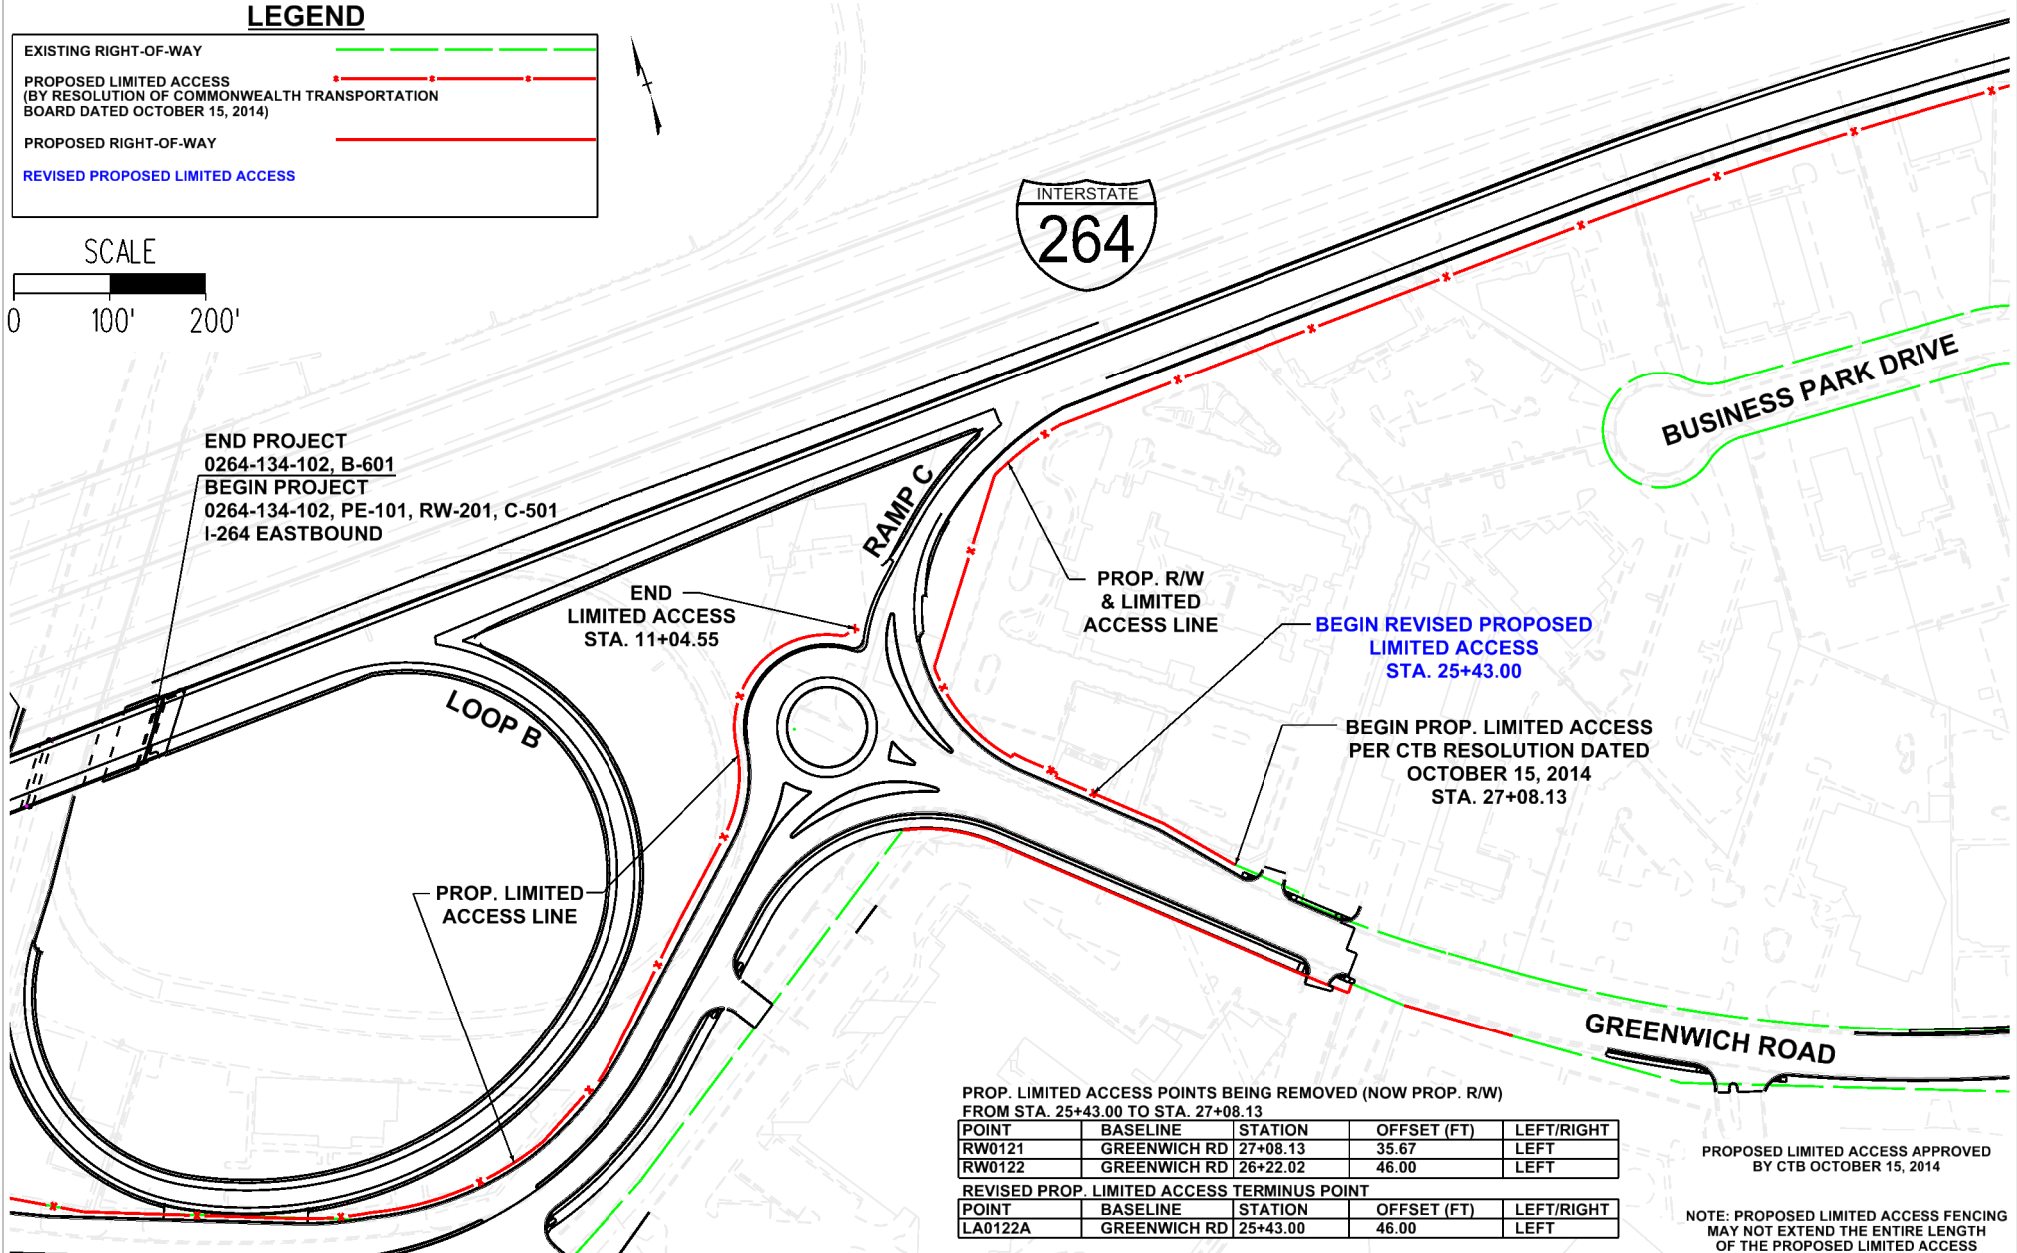 LEGEND
EXISTING RIGHT-OF-WAY
PROPOSED LIMITED ACCESS
(BY RESOLUTION OF COMMONWEALTH TRANSPORTATION
BOARD DATED OCTOBER 15, 2014)
PROPOSED RIGHT-OF-WAY
REVISED PROPOSED LIMITED ACCESS
SCALE
0 100' 200'
INTERSTATE
264
BUSINESS PARK DRIVE
END PROJECT
0264-134-102, B-601
BEGIN PROJECT
0264-134-102, PE-101, RW-201, C-501
I-264 EASTBOUND
RAMP C
END
LIMITED ACCESS
STA. 11+04.55
PROP. R/W
& LIMITED
ACCESS LINE
BEGIN REVISED PROPOSED
LIMITED ACCESS
STA. 25+43.00
LOOP B
BEGIN PROP. LIMITED ACCESS
PER CTB RESOLUTION DATED
OCTOBER 15, 2014
STA. 27+08.13
PROP. LIMITED
ACCESS LINE
GREENWICH ROAD
PROP. LIMITED ACCESS POINTS BEING REMOVED (NOW PROP. R/W)
FROM STA. 25+43.00 TO STA. 27+08.13
POINT BASELINE STATION OFFSET (FT) LEFT/RIGHT
RW0121 GREENWICH RD 27+08.13 35.67 LEFT
RW0122 GREENWICH RD 26+22.02 46.00 LEFT
REVISED PROP. LIMITED ACCESS TERMINUS POINT
POINT BASELINE STATION OFFSET (FT) LEFT/RIGHT
LA0122A GREENWICH RD 25+43.00 46.00 LEFT
PROPOSED LIMITED ACCESS APPROVED
BY CTB OCTOBER 15, 2014
NOTE: PROPOSED LIMITED ACCESS FENCING
MAY NOT EXTEND THE ENTIRE LENGTH
OF THE PROPOSED LIMITED ACCESS